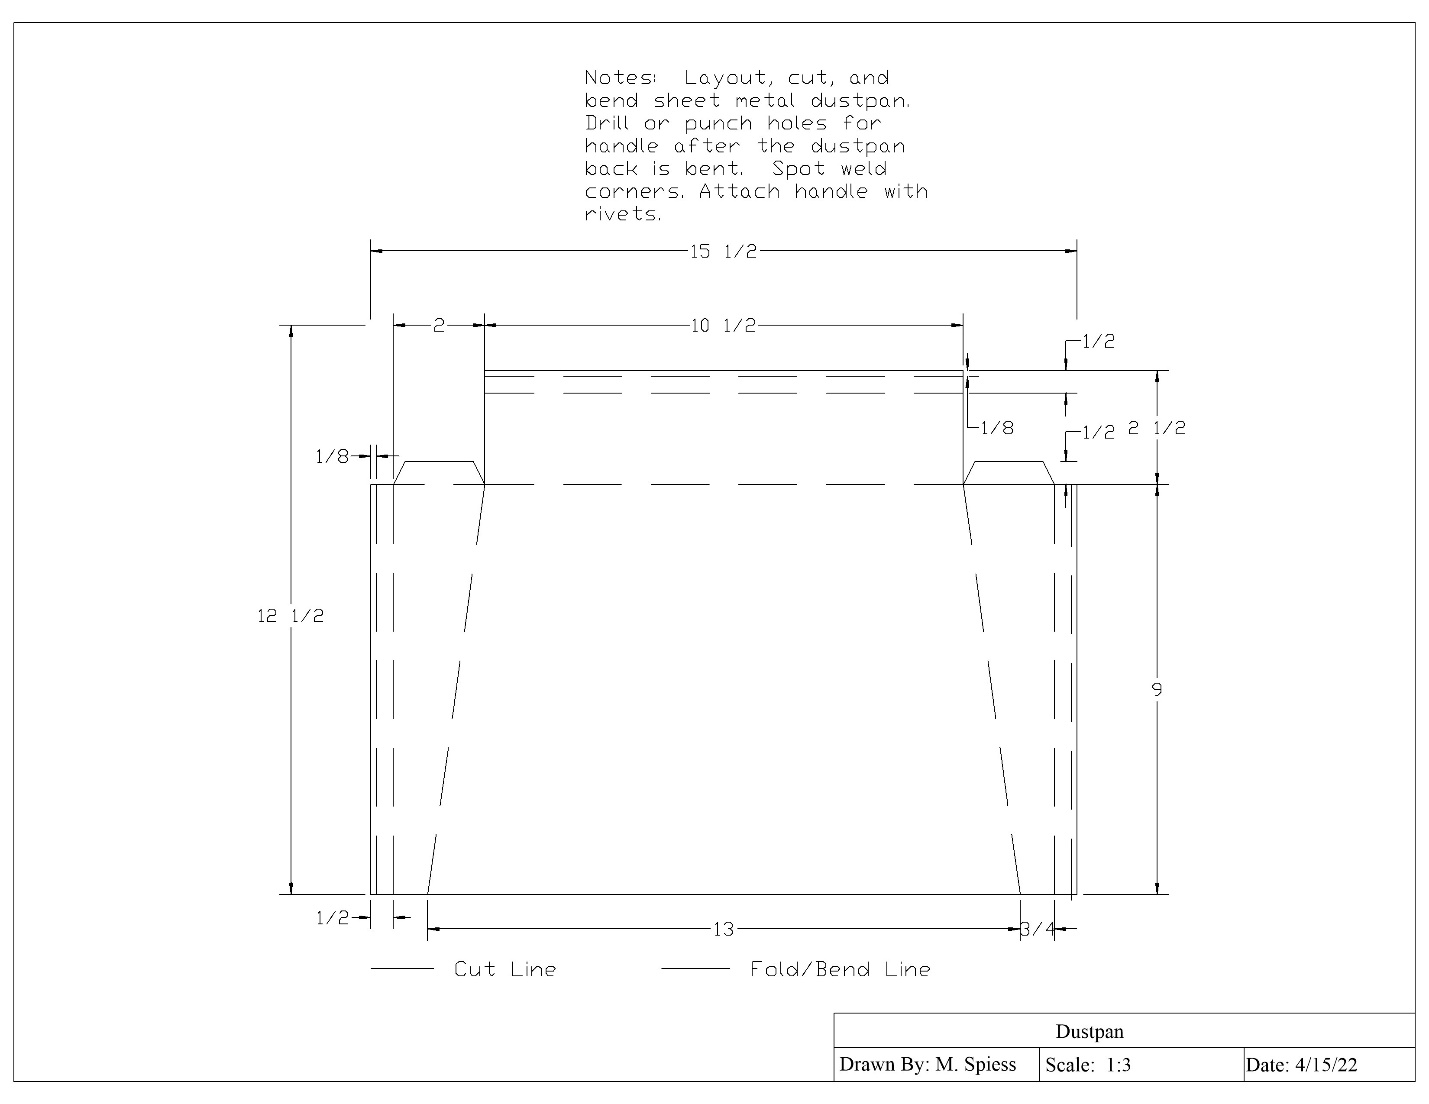 Notes:  Layout, cut, and
bend sheet metal dustpan.
Drill or punch holes for
handle after the dustpan
back is bent.  Spot weld
corners. Attach handle with
rivets.
15 1/2
2
10 1/2
1/2
1/8
1/2
2 1/2
1/8
12 1/2
9
1/2
13
3/4
Cut Line
Fold/Bend Line
Dustpan
Drawn By: M. Spiess
Scale:  1:3
Date: 4/15/22